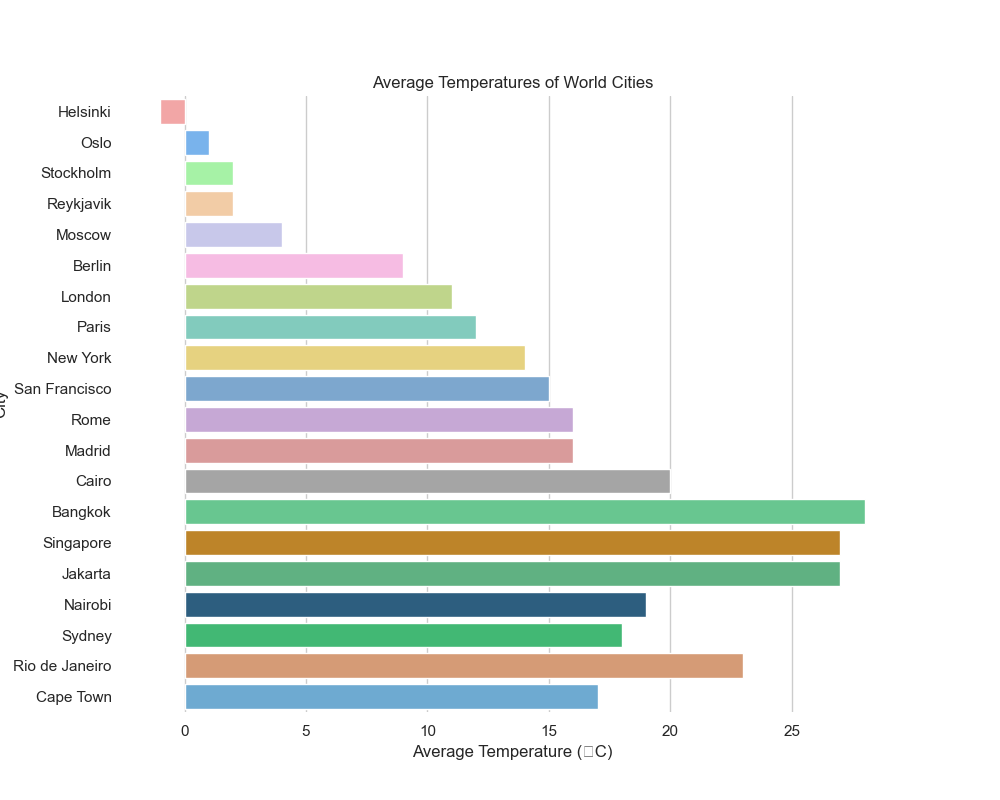 Average Temperatures of World Cities
Helsinki
Oslo
Stockholm
Reykjavik
Moscow
Berlin
London
Paris
New York
San Francisco
Rome
Madrid
Cairo
Bangkok
Singapore
Jakarta
Nairobi
Sydney
Rio de Janeiro
Cape Town
City
0 5 10 15 20 25
Average Temperature (□C)